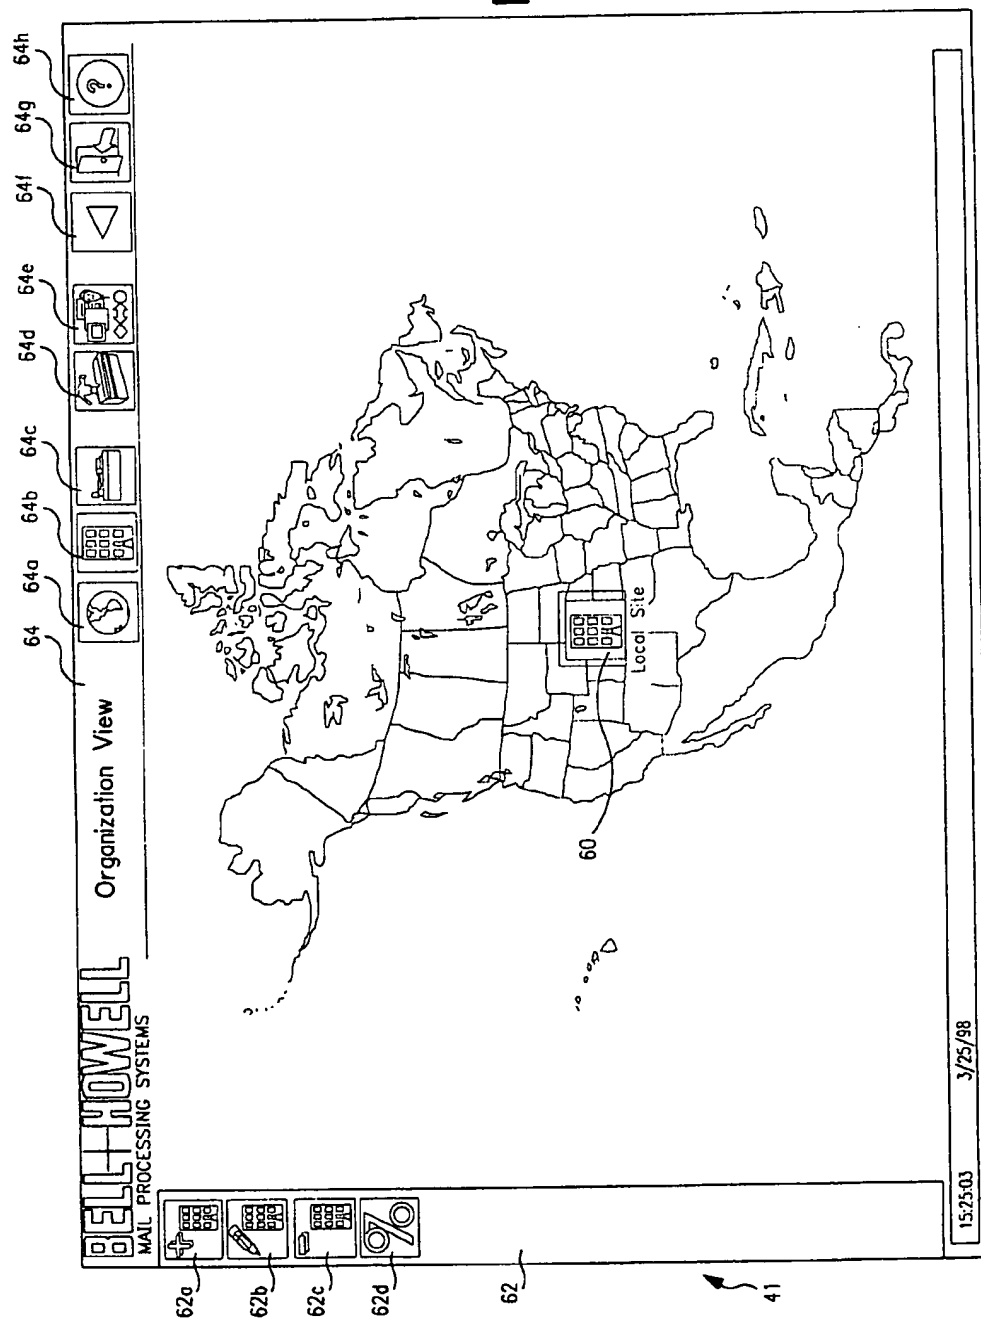 BELL+HOWELL
MAIL PROCESSING SYSTEMS
Organization View
64
64a
64b
64c
64d
64e
64f
64g
64h
?
62a
62b
62c
62d
%
62
Local Site
60
41
15:25:03
3/25/98